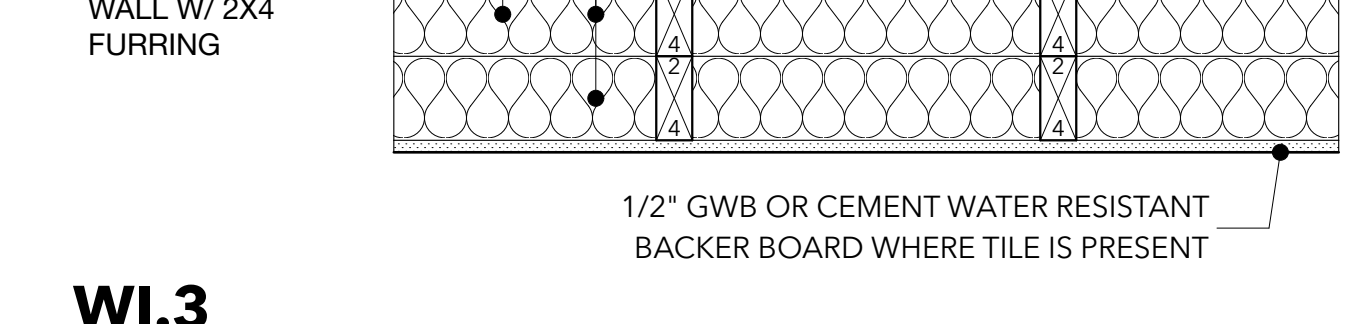 WALL W/ 2X4
FURRING
4 4
2 2
4 4
1/2" GWB OR CEMENT WATER RESISTANT
BACKER BOARD WHERE TILE IS PRESENT
WI.3